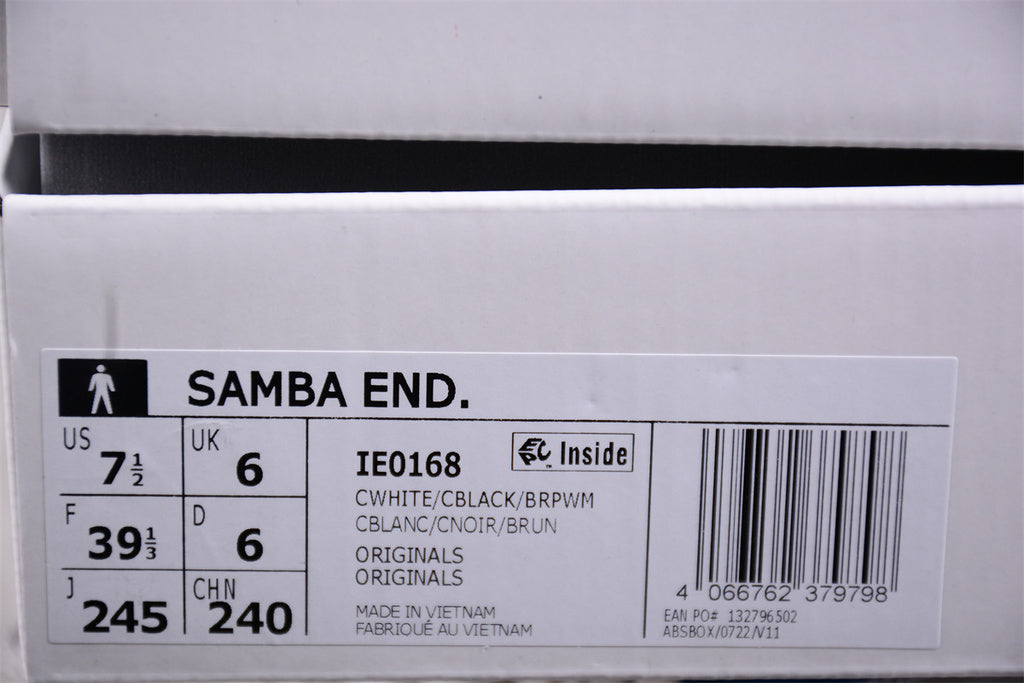 SAMBA END.
US 7½ UK 6
F 39⅓ D 6
J 245 CHN 240
IE0168
EPC™ Inside
CWHITE/CBLACK/BRPWM
CBLANC/CNOIR/BRUN
ORIGINALS
ORIGINALS
MADE IN VIETNAM
FABRIQUÉ AU VIETNAM
4 066762 379798
EAN PO# 132796502
ABSBOX/0722/V11